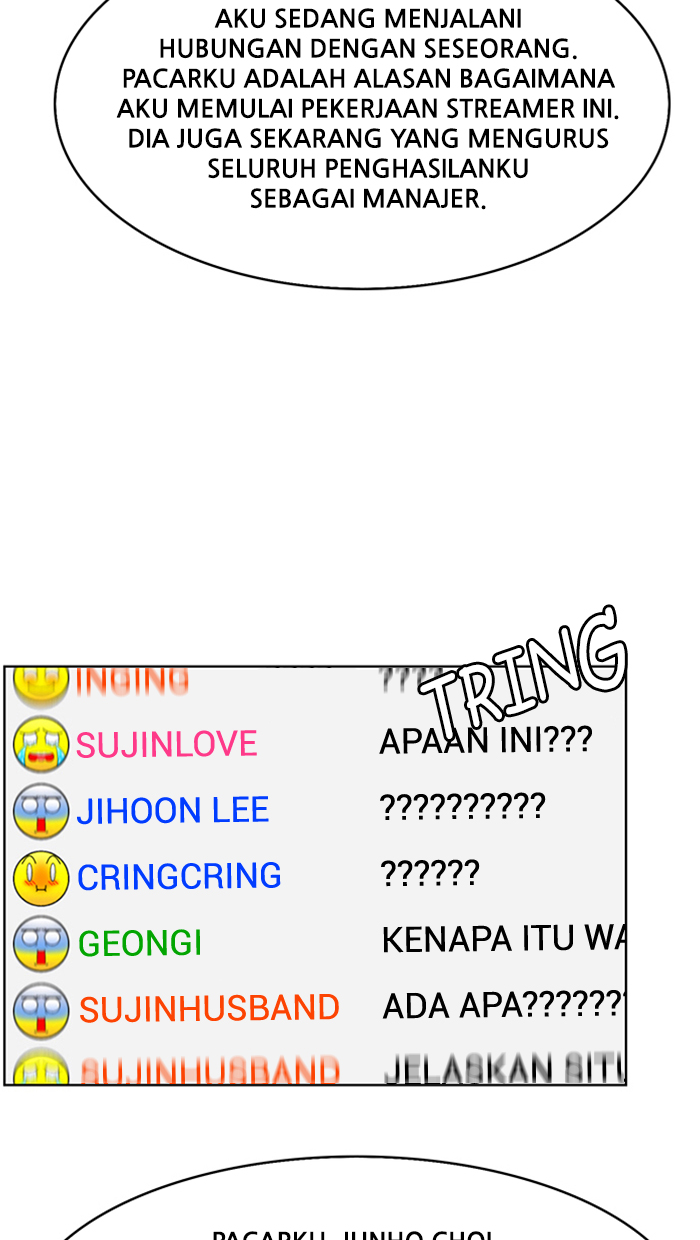 AKU SEDANG MENJALANI
HUBUNGAN DENGAN SESEORANG.
PACARKU ADALAH ALASAN BAGAIMANA
AKU MEMULAI PEKERJAAN STREAMER INI.
DIA JUGA SEKARANG YANG MENGURUS
SELURUH PENGHASILANKU
SEBAGAI MANAJER.
TRING
INGING ????
SUJINLOVE APAAN INI???
JIHOON LEE ??????????
CRINGCRING ??????
GEONGI KENAPA ITU WA
SUJINHUSBAND ADA APA???????
SUJINHUSBAND JELASKAN SITU
PACARKU, JUNHO CHOI,